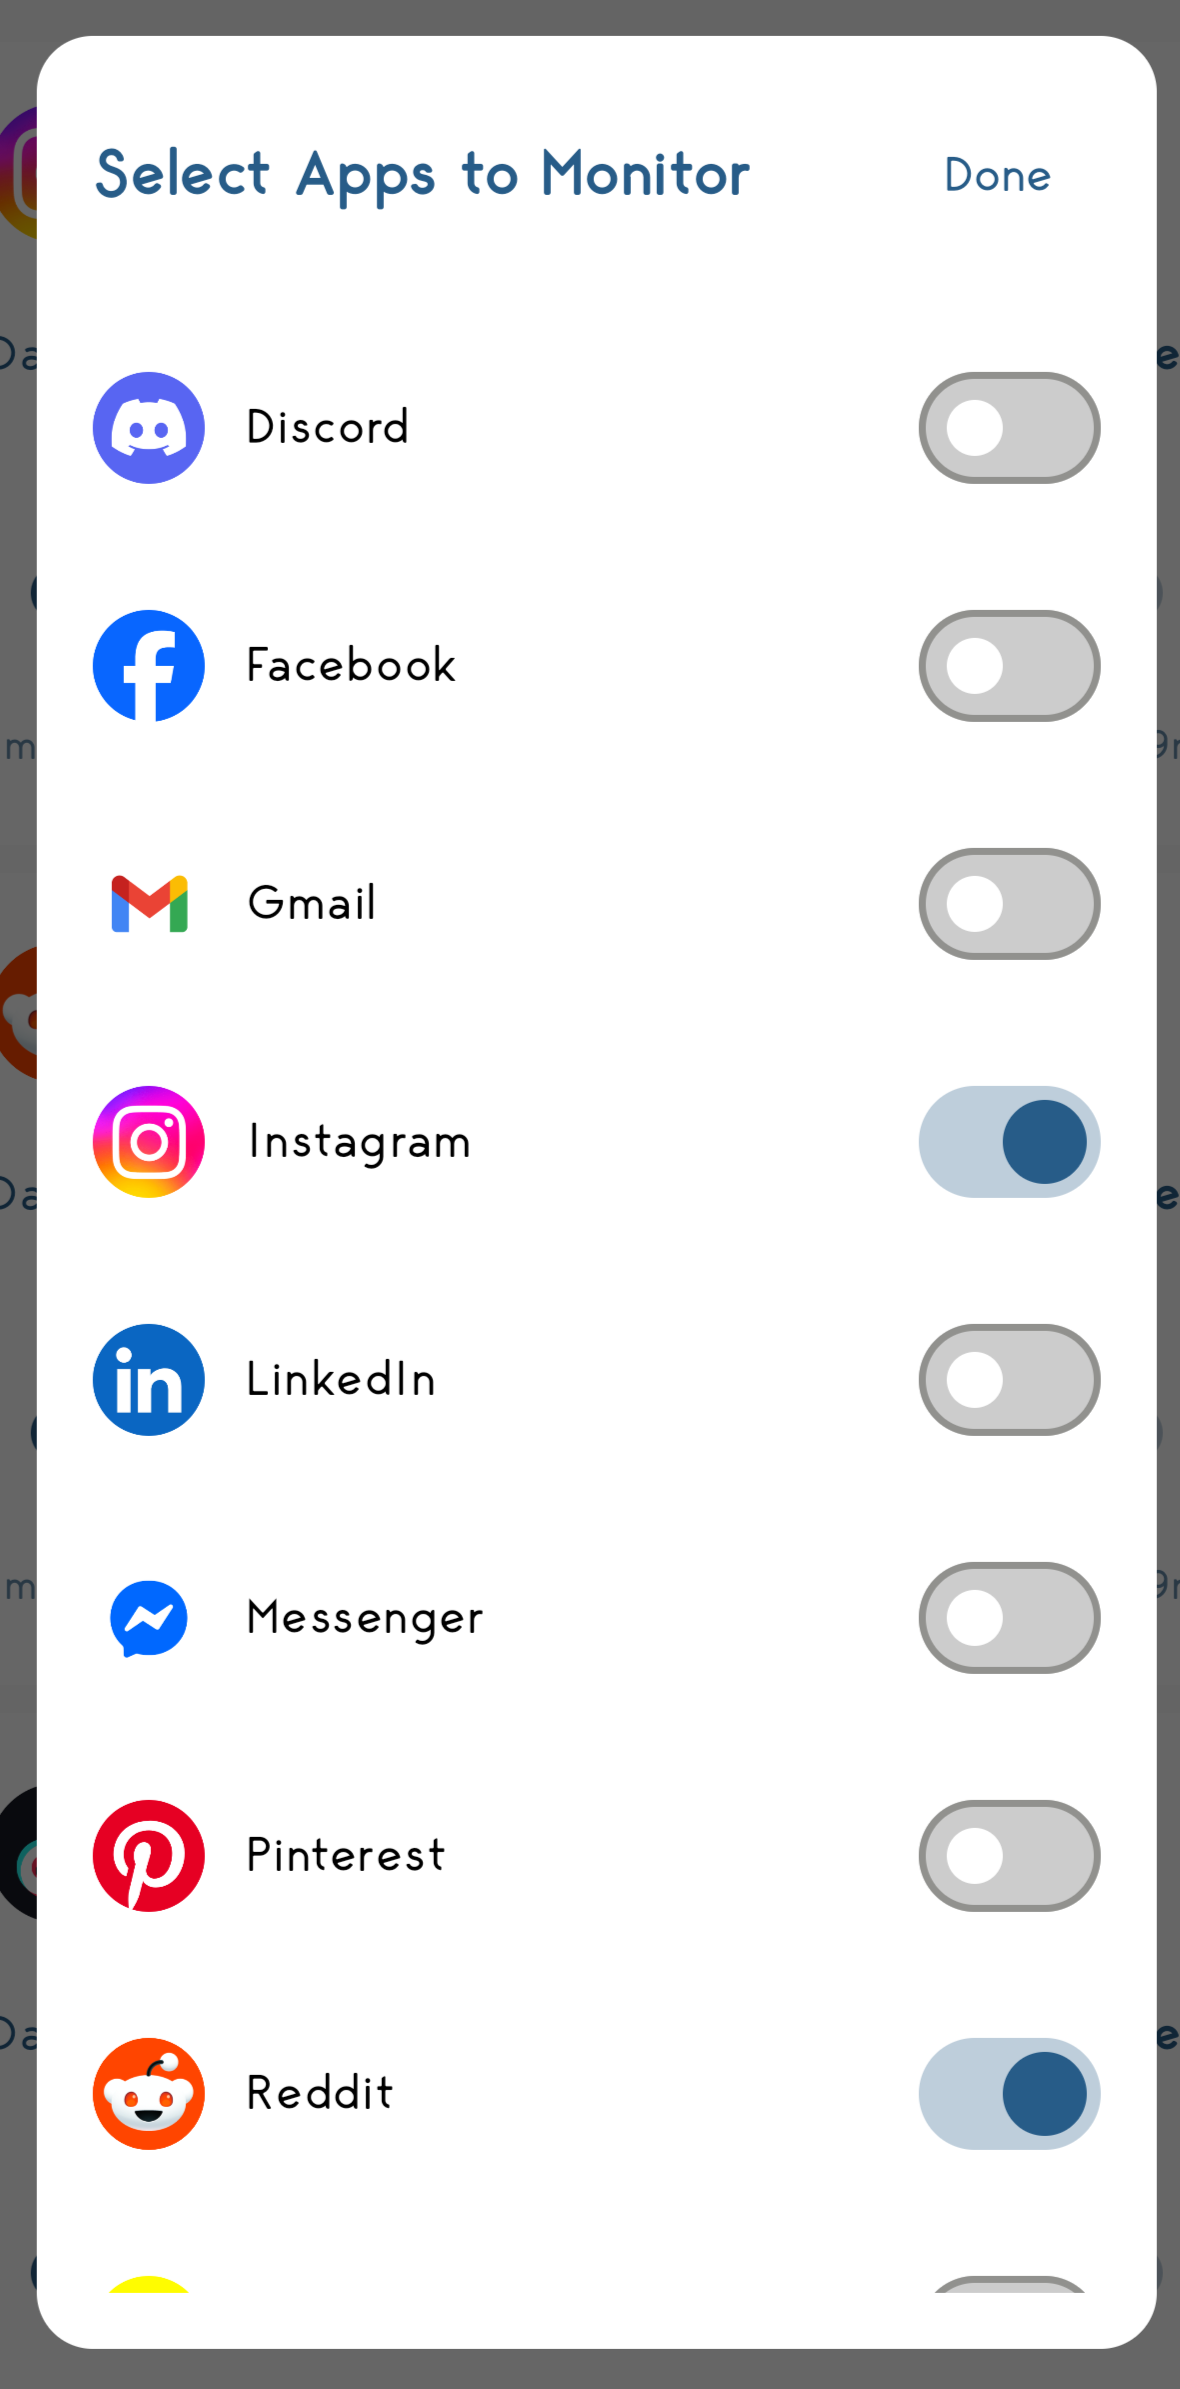 Select Apps to Monitor
Done
Discord
Facebook
Gmail
Instagram
LinkedIn
Messenger
Pinterest
Reddit